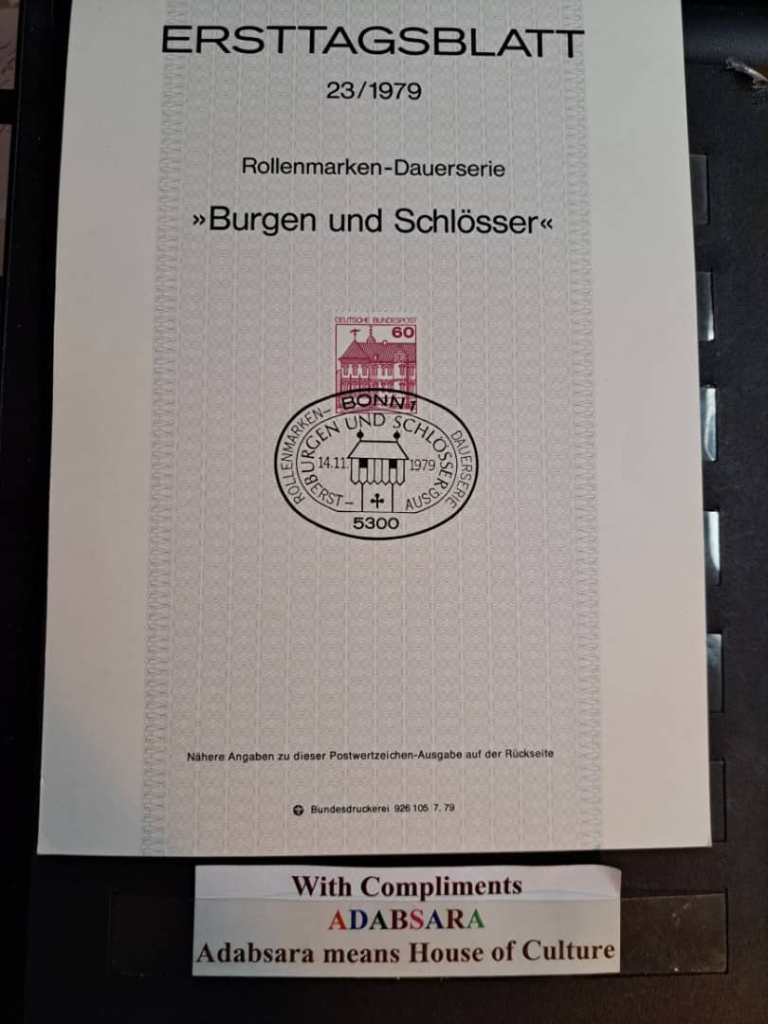 ERSTTAGSBLATT
23/1979
Rollenmarken-Dauerserie
»Burgen und Schlösser«
DEUTSCHE BUNDESPOST
60
BONN 1
ROLLENMARKEN- DAUERSERIE
BURGEN UND SCHLÖSSER
14.11. 1979
ERST- AUSG.
5300
Nähere Angaben zu dieser Postwertzeichen-Ausgabe auf der Rückseite
Bundesdruckerei 926 105 7. 79
With Compliments
ADABSARA
Adabsara means House of Culture